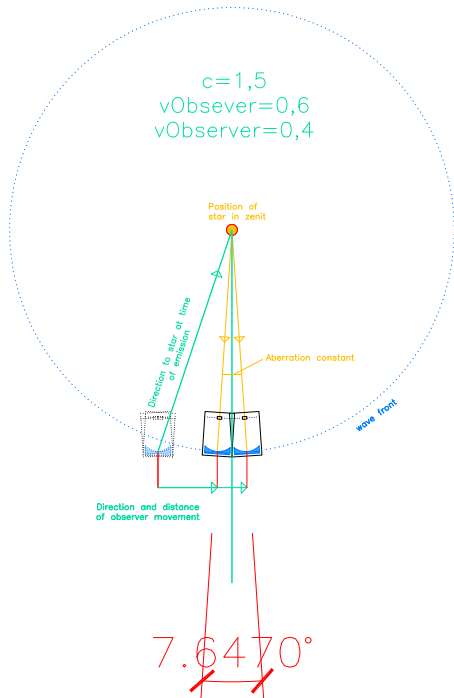 c=1,5
vObsever=0,6
vObserver=0,4
Position of
star in zenit
Direction to star at time
of emission
Aberration constant
wave front
Direction and distance
of observer movement
7.6470°